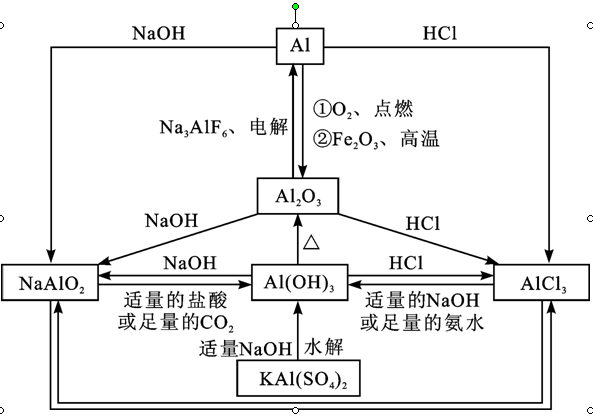 NaOH
Al
HCl
Na₃AlF₆、电解
①O₂、点燃
②Fe₂O₃、高温
Al₂O₃
NaOH
HCl
△
NaAlO₂
NaOH
Al(OH)₃
HCl
AlCl₃
适量的盐酸
或足量的CO₂
适量的NaOH
或足量的氨水
适量NaOH
水解
KAl(SO₄)₂